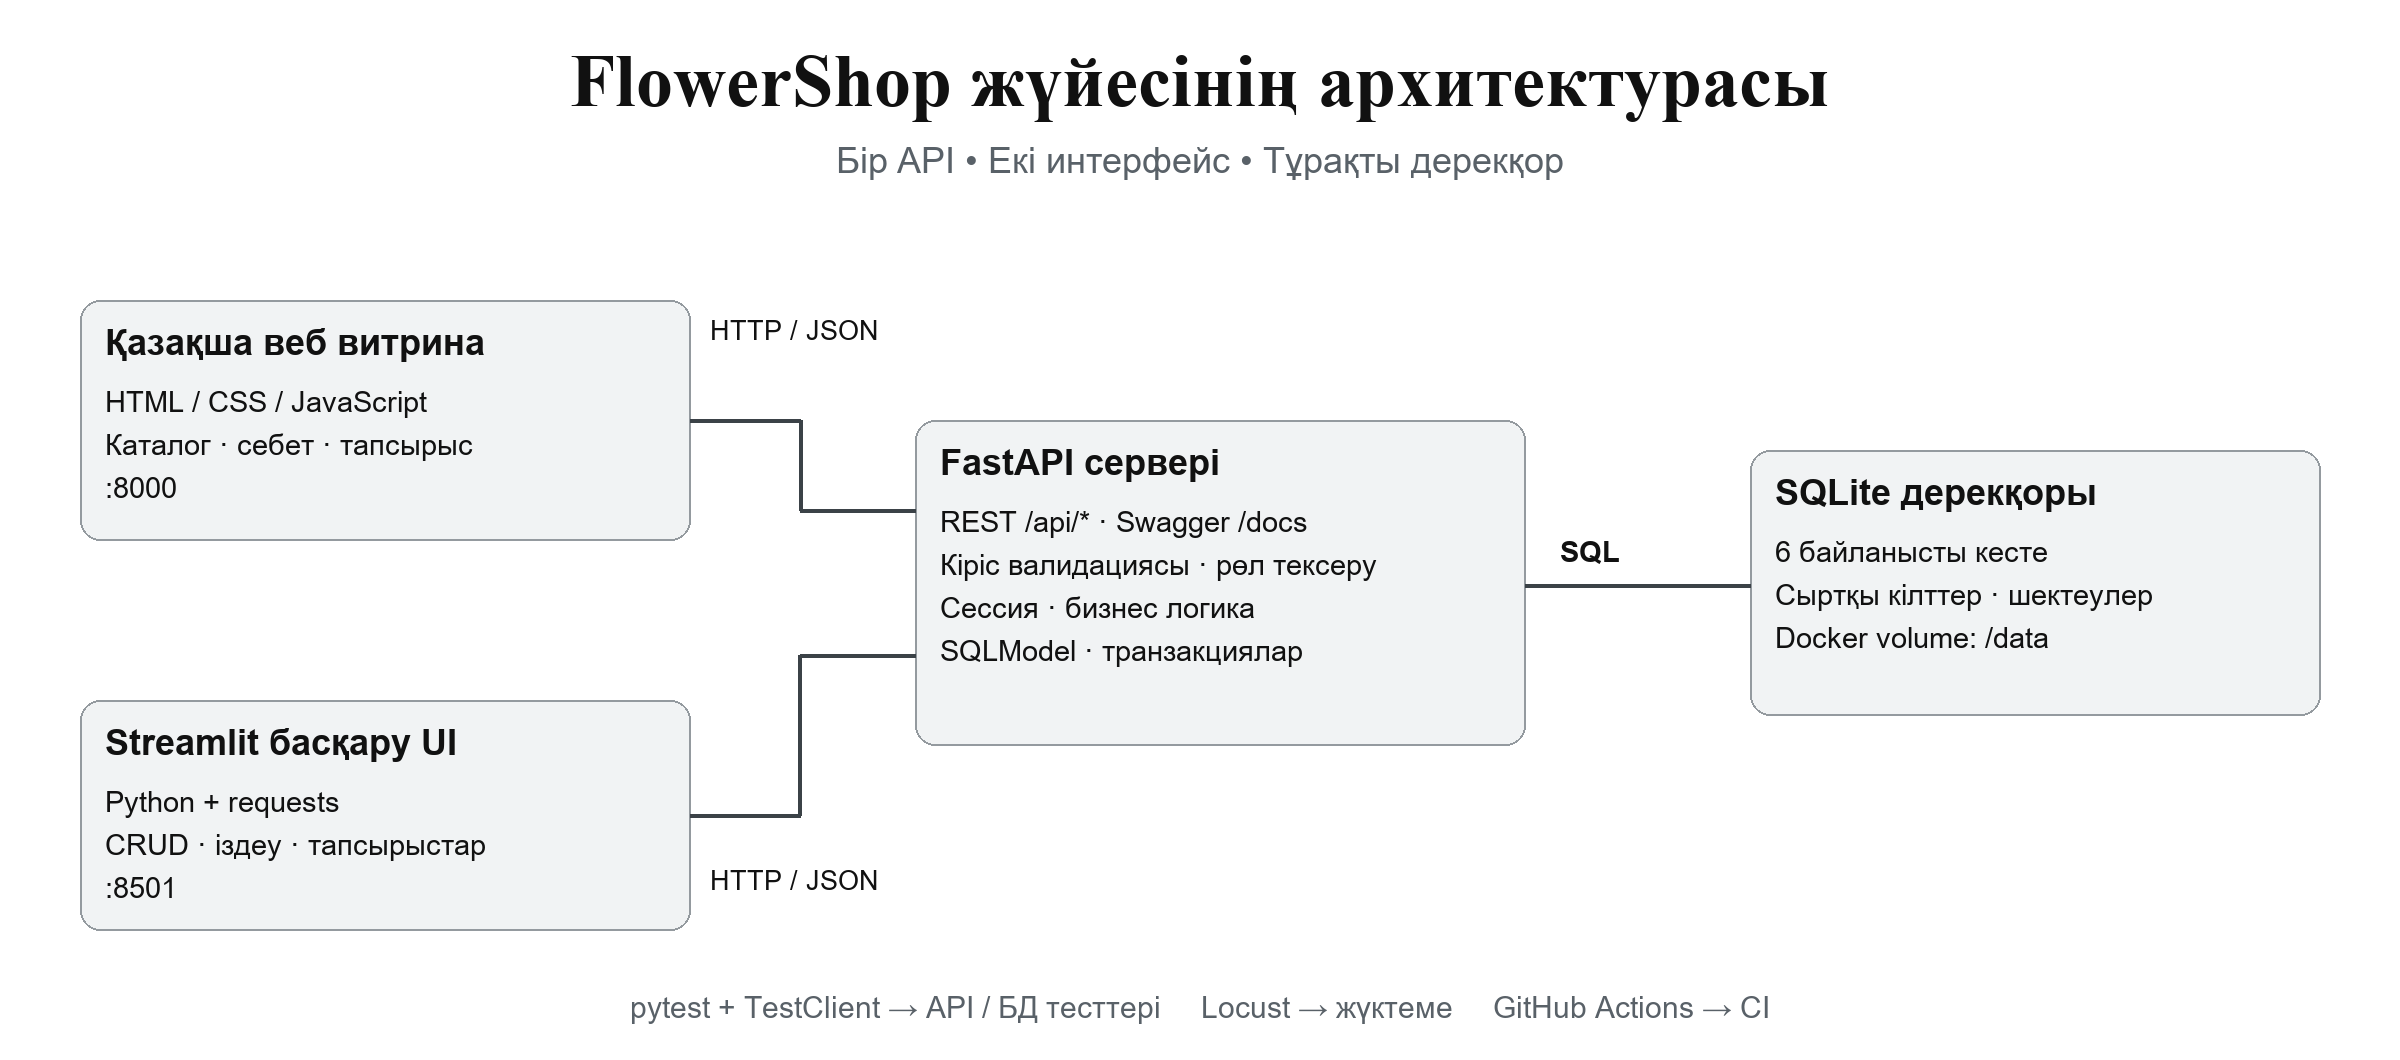 FlowerShop жүйесінің архитектурасы
Бір API • Екі интерфейс • Тұрақты дерекқор
Қазақша веб витрина
HTML / CSS / JavaScript
Каталог · себет · тапсырыс
:8000
HTTP / JSON
Streamlit басқару UI
Python + requests
CRUD · іздеу · тапсырыстар
:8501
HTTP / JSON
FastAPI сервері
REST /api/* · Swagger /docs
Кіріс валидациясы · рөл тексеру
Сессия · бизнес логика
SQLModel · транзакциялар
SQL
SQLite дерекқоры
6 байланысты кесте
Сыртқы кілттер · шектеулер
Docker volume: /data
pytest + TestClient → API / БД тесттері Locust → жүктеме GitHub Actions → CI